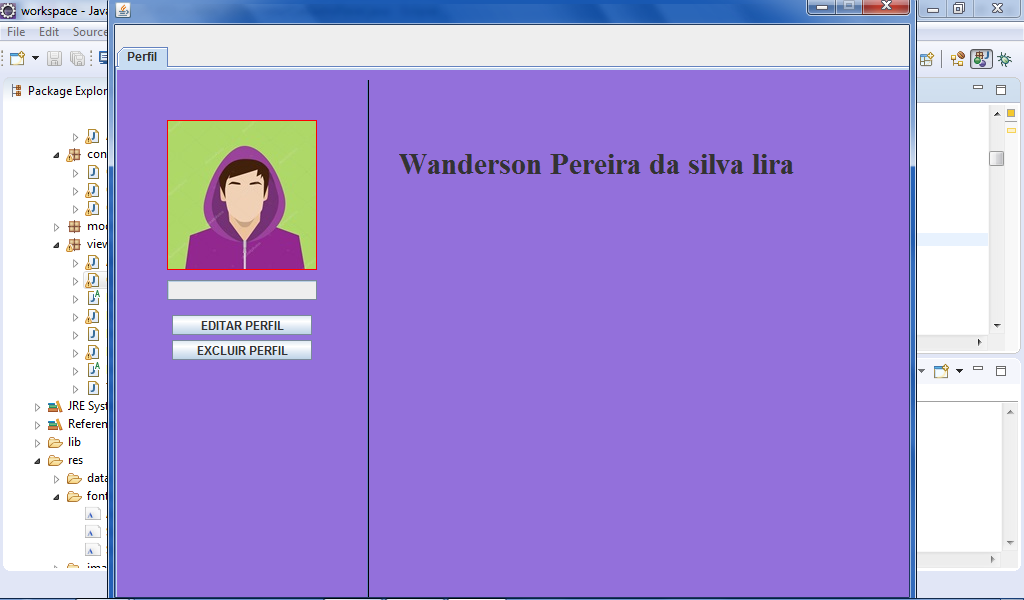 workspace - Java
File Edit Source
Package Explor
con
mod
view
JRE Syst
Referen
lib
res
data
font
ima
Perfil
Wanderson Pereira da silva lira
EDITAR PERFIL
EXCLUIR PERFIL